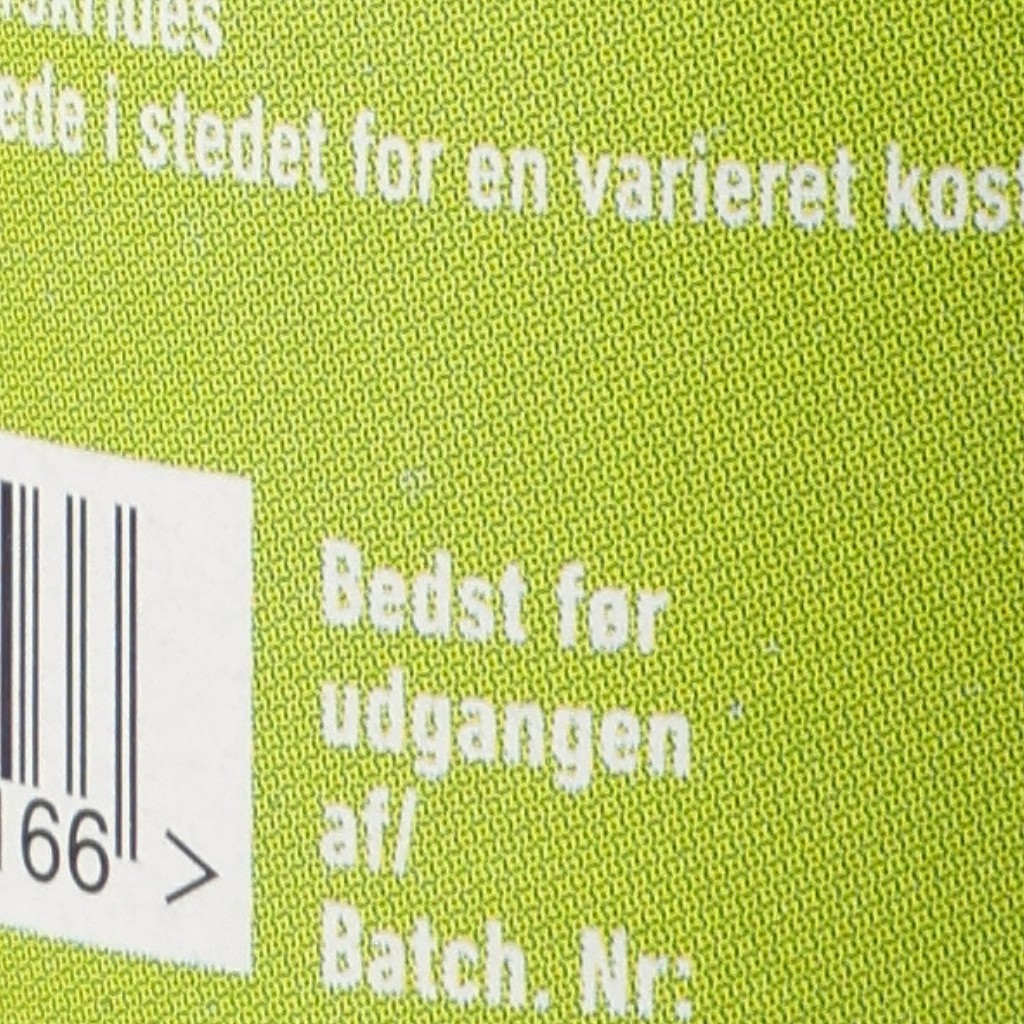 ede i stedet for en varieret kost
Bedst før
udgangen
af/
Batch. Nr:
166 >